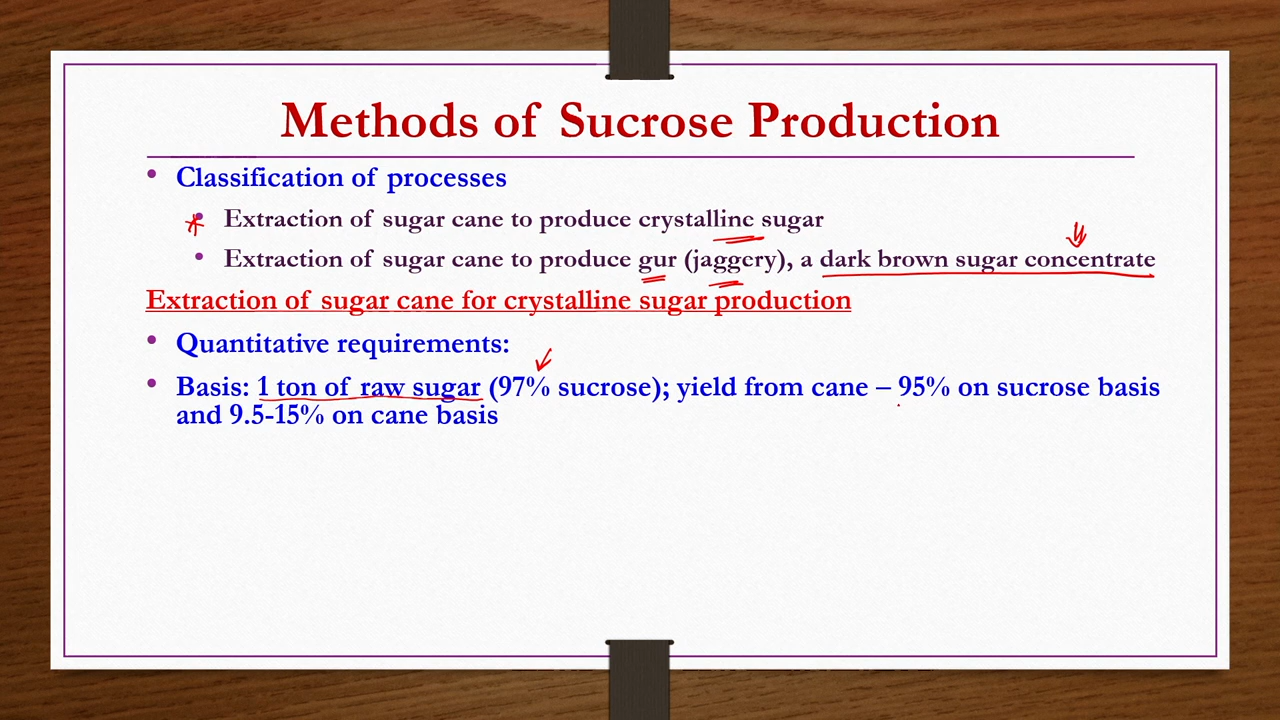 Methods of Sucrose Production
• Classification of processes
• Extraction of sugar cane to produce crystalline sugar
• Extraction of sugar cane to produce gur (jaggery), a dark brown sugar concentrate
Extraction of sugar cane for crystalline sugar production
• Quantitative requirements:
• Basis: 1 ton of raw sugar (97% sucrose); yield from cane – 95% on sucrose basis
and 9.5-15% on cane basis